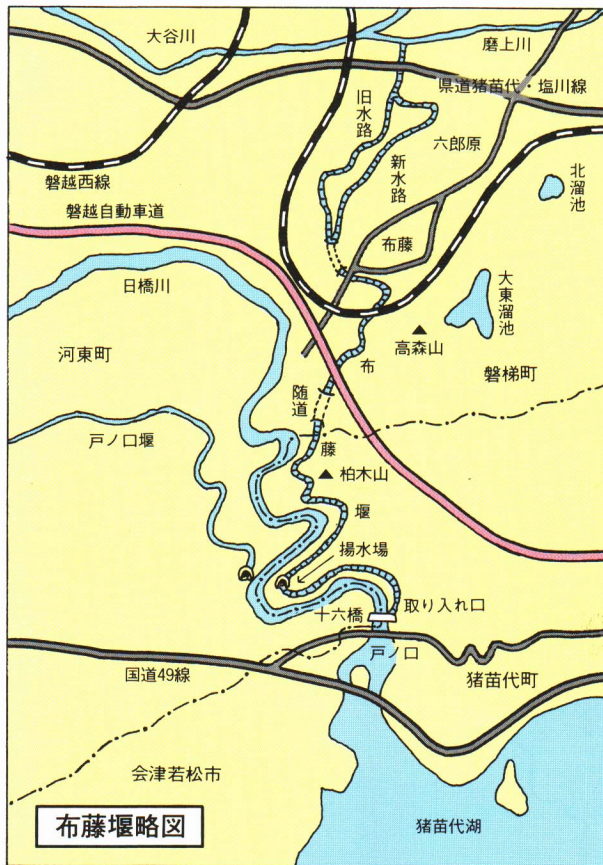 大谷川
磨上川
県道猪苗代・塩川線
旧水路
六郎原
新水路
北溜池
磐越西線
磐越自動車道
布藤
日橋川
大東溜池
高森山
河東町
布藤堰
磐梯町
随道
戸ノ口堰
柏木山
揚水場
十六橋
取り入れ口
戸ノ口
国道49線
猪苗代町
会津若松市
布藤堰略図
猪苗代湖